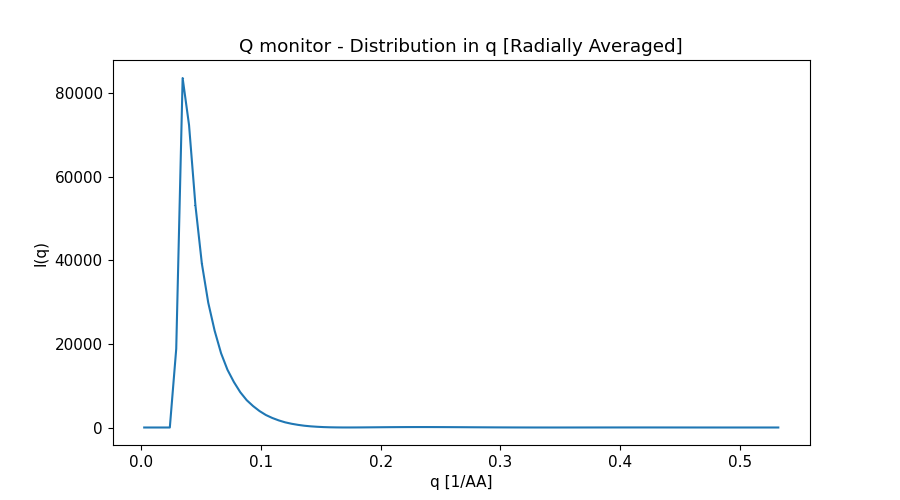 Q monitor - Distribution in q [Radially Averaged]
80000
60000
40000
20000
0
I(q)
0.0 0.1 0.2 0.3 0.4 0.5
q [1/AA]